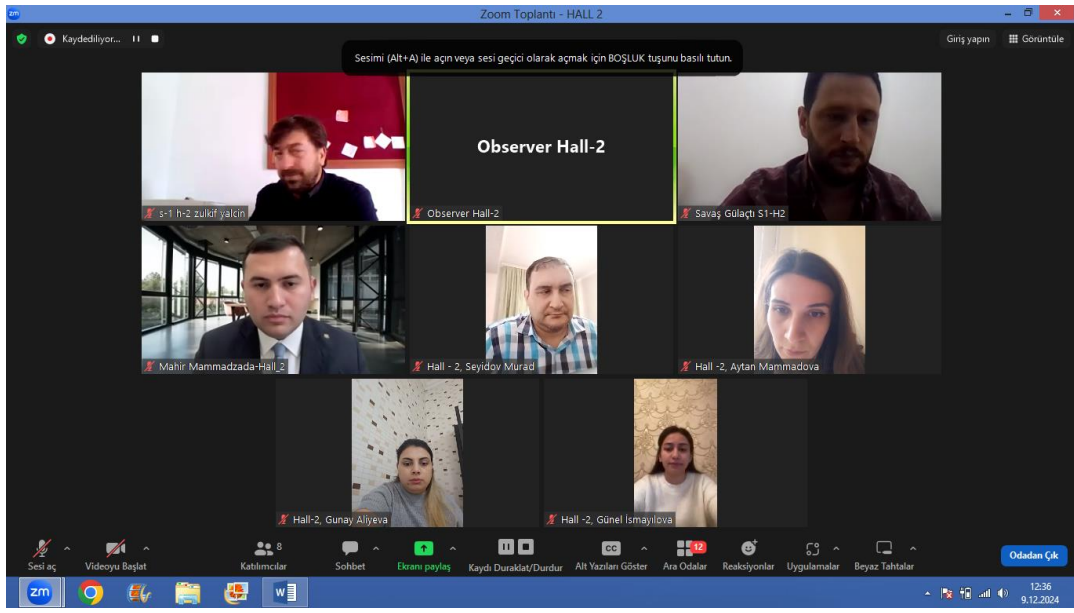 zm
Zoom Toplantı - HALL 2
Kaydediliyor...
Giriş yapın
Görüntüle
Sesimi (Alt+A) ile açın veya sesi geçici olarak açmak için BOŞLUK tuşunu basılı tutun.
s-1 h-2 zulkif yalcin
Observer Hall-2
Observer Hall-2
Savaş Gülaçtı S1-H2
Mahir Mammadzada-Hall_2
Hall - 2, Seyidov Murad
Hall -2, Aytan Mammadova
Hall-2, Gunay Aliyeva
Hall -2, Günel İsmayılova
8
CC
12
Sesi aç
Videoyu Başlat
Katılımcılar
Sohbet
Ekranı paylaş
Kaydı Duraklat/Durdur
Alt Yazıları Göster
Ara Odalar
Reaksiyonlar
Uygulamalar
Beyaz Tahtalar
Odadan Çık
zm
W
12:36
9.12.2024